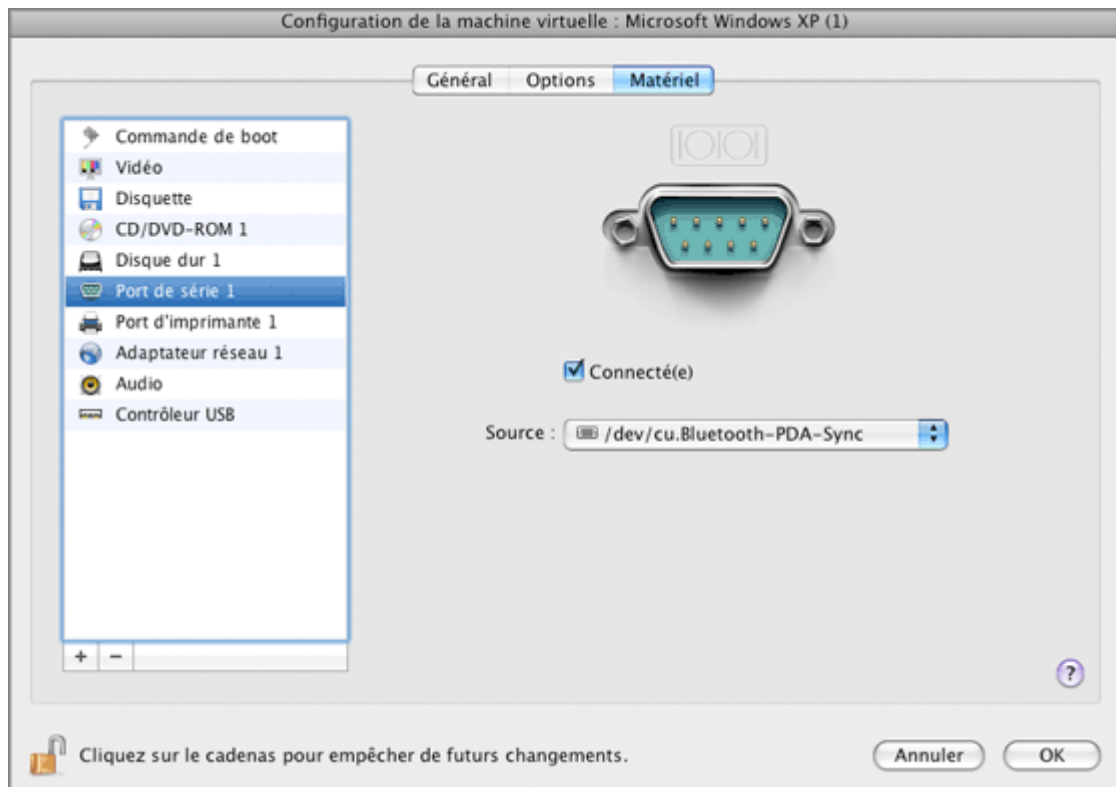 Configuration de la machine virtuelle : Microsoft Windows XP (1)
Général Options Matériel
Commande de boot
Vidéo
Disquette
CD/DVD-ROM 1
Disque dur 1
Port de série 1
Port d'imprimante 1
Adaptateur réseau 1
Audio
Contrôleur USB
Connecté(e)
Source : /dev/cu.Bluetooth-PDA-Sync
+ −
?
Cliquez sur le cadenas pour empêcher de futurs changements.
Annuler OK